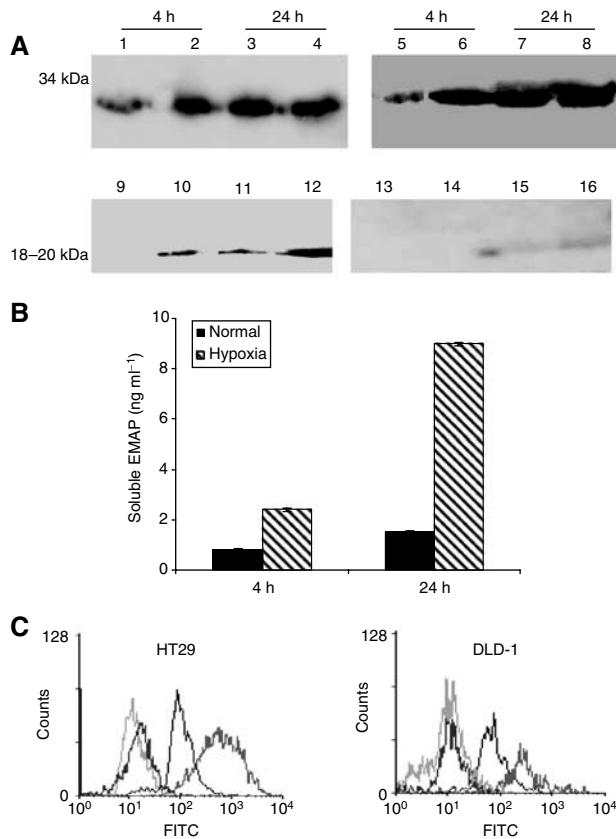 A
4 h
24 h
4 h
24 h
1 2 3 4 5 6 7 8
34 kDa
9 10 11 12 13 14 15 16
18–20 kDa
B
10
8
6
4
2
0
Soluble EMAP (ng ml⁻¹)
Normal
Hypoxia
4 h
24 h
C
128
HT29
Counts
0
10⁰ 10¹ 10² 10³ 10⁴
FITC
128
DLD-1
Counts
0
10⁰ 10¹ 10² 10³ 10⁴
FITC